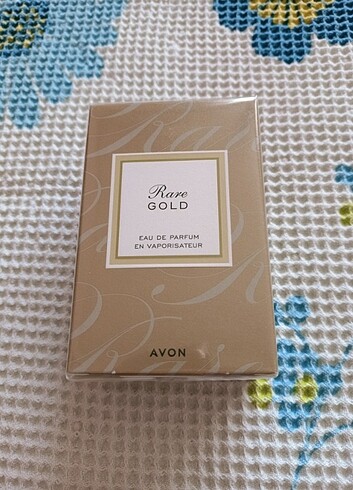 Rare
GOLD
EAU DE PARFUM
EN VAPORISATEUR
AVON